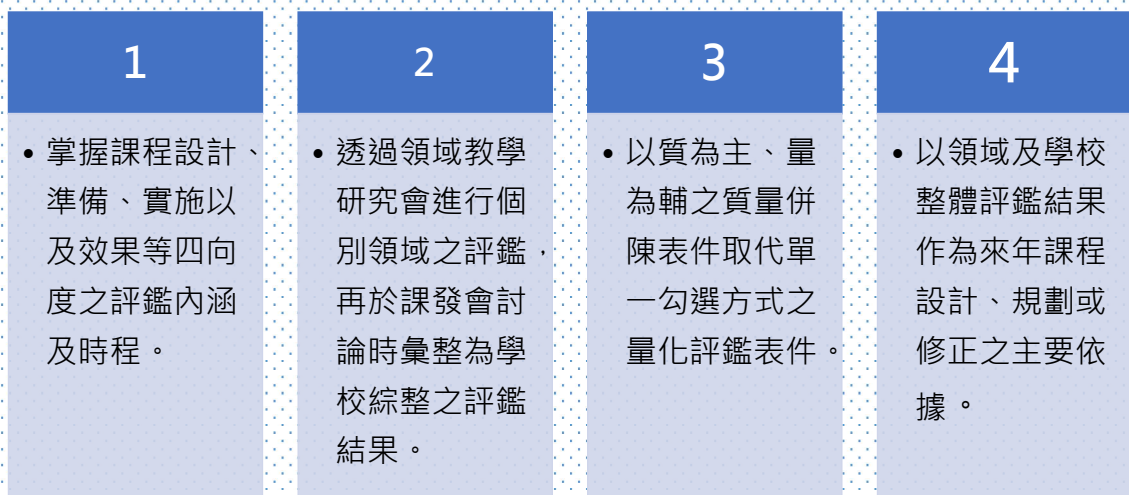 1
• 掌握課程設計、
準備、實施以
及效果等四向
度之評鑑內涵
及時程。
2
• 透過領域教學
研究會進行個
別領域之評鑑，
再於課發會討
論時彙整為學
校綜整之評鑑
結果。
3
• 以質為主、量
為輔之質量併
陳表件取代單
一勾選方式之
量化評鑑表件。
4
• 以領域及學校
整體評鑑結果
作為來年課程
設計、規劃或
修正之主要依
據。